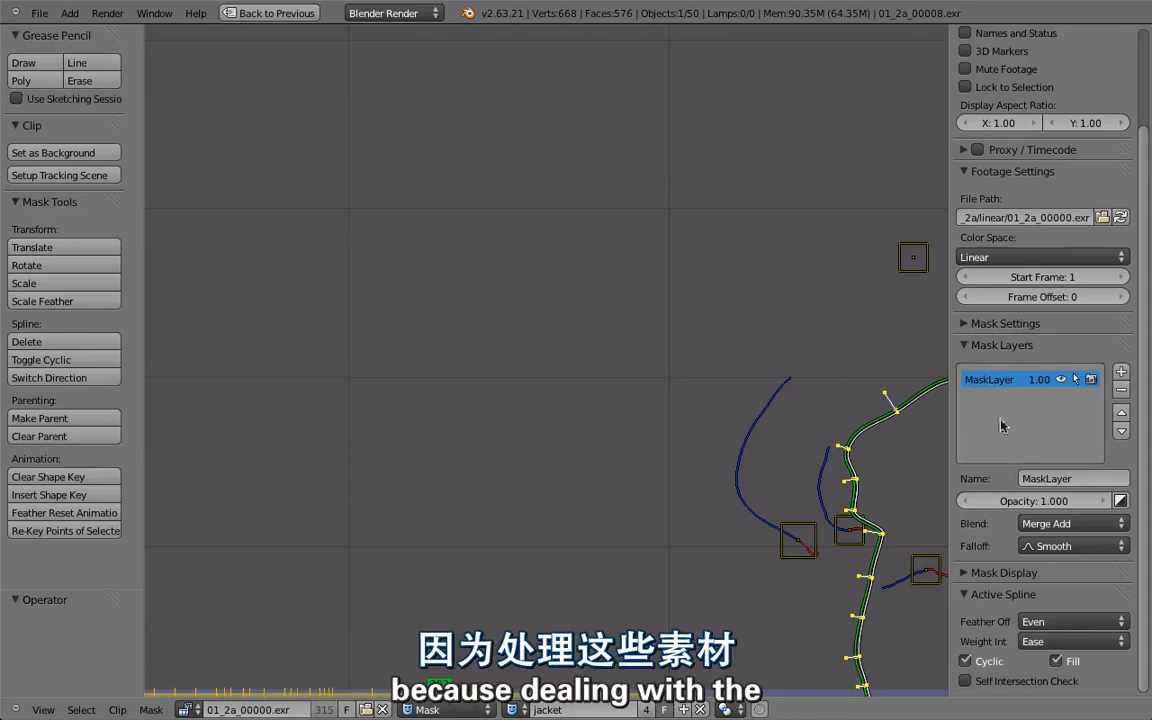 File Add Render Window Help Back to Previous Blender Render v2.63.21 | Verts:668 | Faces:576 | Objects:1/50 | Lamps:0/0 | Mem:90.35M (64.35M) | 01_2a_00008.exr
Grease Pencil
Draw Line
Poly Erase
Use Sketching Sessio
Clip
Set as Background
Setup Tracking Scene
Mask Tools
Transform:
Translate
Rotate
Scale
Scale Feather
Spline:
Delete
Toggle Cyclic
Switch Direction
Parenting:
Make Parent
Clear Parent
Animation:
Clear Shape Key
Insert Shape Key
Feather Reset Animatio
Re-Key Points of Selecte
Operator
Names and Status
3D Markers
Mute Footage
Lock to Selection
Display Aspect Ratio:
X: 1.00 Y: 1.00
Proxy / Timecode
Footage Settings
File Path:
_2a/linear/01_2a_00000.exr
Color Space:
Linear
Start Frame: 1
Frame Offset: 0
Mask Settings
Mask Layers
MaskLayer 1.00
Name: MaskLayer
Opacity: 1.000
Blend: Merge Add
Falloff: Smooth
Mask Display
Active Spline
Feather Off Even
Weight Int Ease
Cyclic Fill
Self Intersection Check
因为处理这些素材
because dealing with the
View Select Clip Mask 01_2a_00000.exr 315 F Mask jacket 4 F